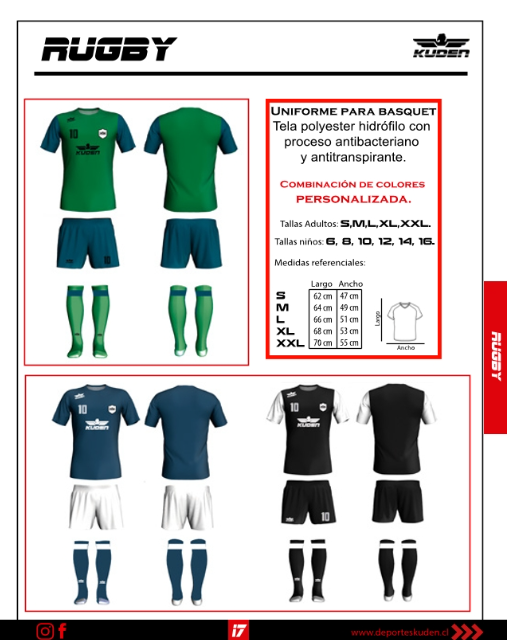 RUGBY
KUDEN
10
KUDEN
10
UNIFORME PARA BASQUET
Tela polyester hidrófilo con
proceso antibacteriano
y antitranspirante.
COMBINACIÓN DE COLORES
PERSONALIZADA.
Tallas Adultos: S,M,L,XL,XXL.
Tallas niños: 6, 8, 10, 12, 14, 16.
Medidas referenciales:
Largo Ancho
S 62 cm 47 cm
M 64 cm 49 cm
L 66 cm 51 cm
XL 68 cm 53 cm
XXL 70 cm 55 cm
Largo
Ancho
RUGBY
10
KUDEN
10
KUDEN
10
17
www.deporteskuden.cl